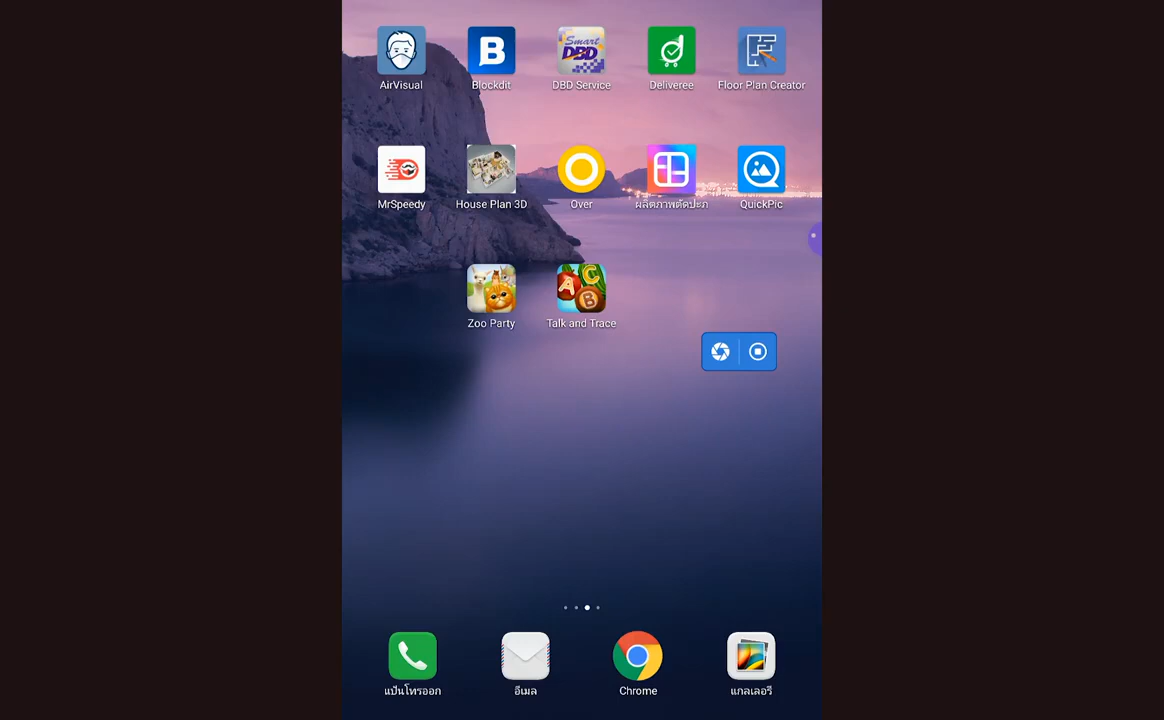 AirVisual
B
Blockdit
Smart
DBD
DBD Service
Deliveree
Floor Plan Creator
MrSpeedy
House Plan 3D
Over
ผลิตภาพตัดปะภ
QuickPic
Zoo Party
A
C
B
Talk and Trace
แป้นโทรออก
อีเมล
Chrome
แกลเลอรี